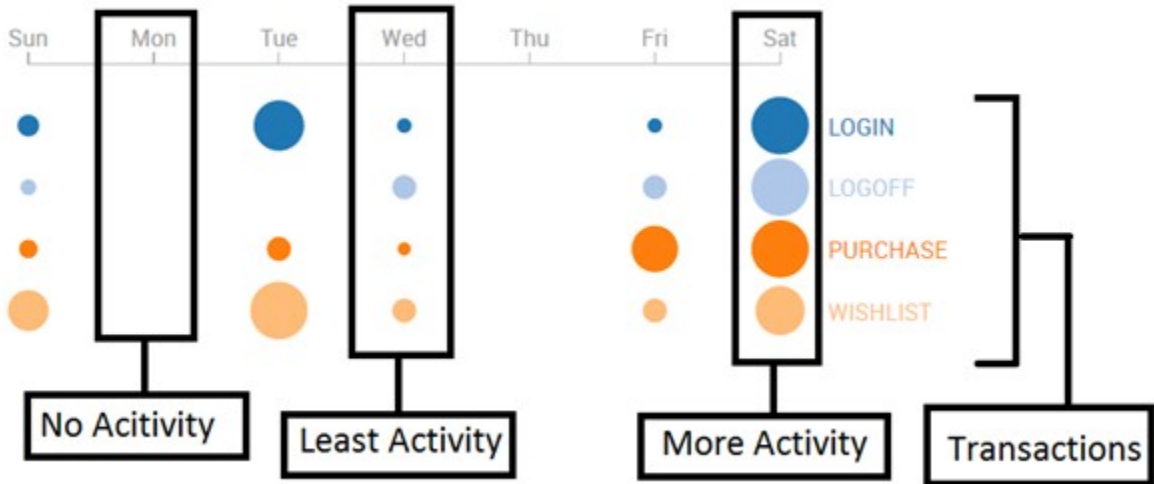 Sun Mon Tue Wed Thu Fri Sat
LOGIN
LOGOFF
PURCHASE
WISHLIST
No Acitivity
Least Activity
More Activity
Transactions